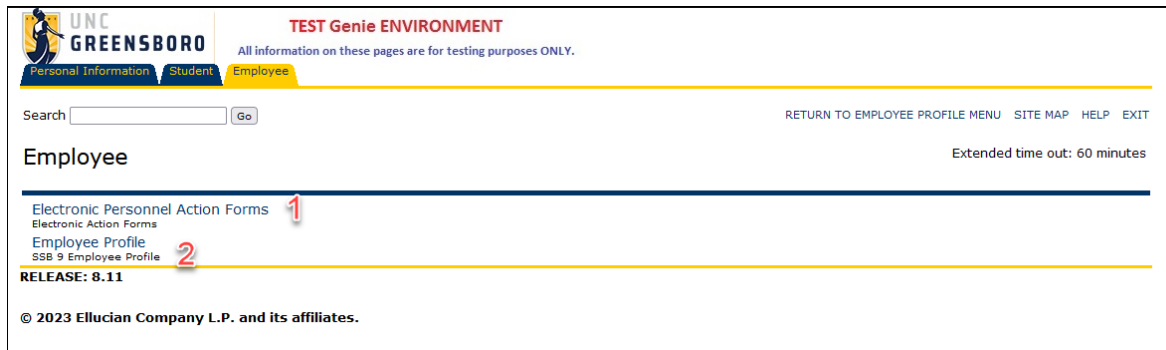 UNC
GREENSBORO
TEST Genie ENVIRONMENT
All information on these pages are for testing purposes ONLY.
Personal Information Student Employee
Search Go RETURN TO EMPLOYEE PROFILE MENU SITE MAP HELP EXIT
Employee Extended time out: 60 minutes
Electronic Personnel Action Forms 1
Electronic Action Forms
Employee Profile 2
SSB 9 Employee Profile
RELEASE: 8.11
© 2023 Ellucian Company L.P. and its affiliates.